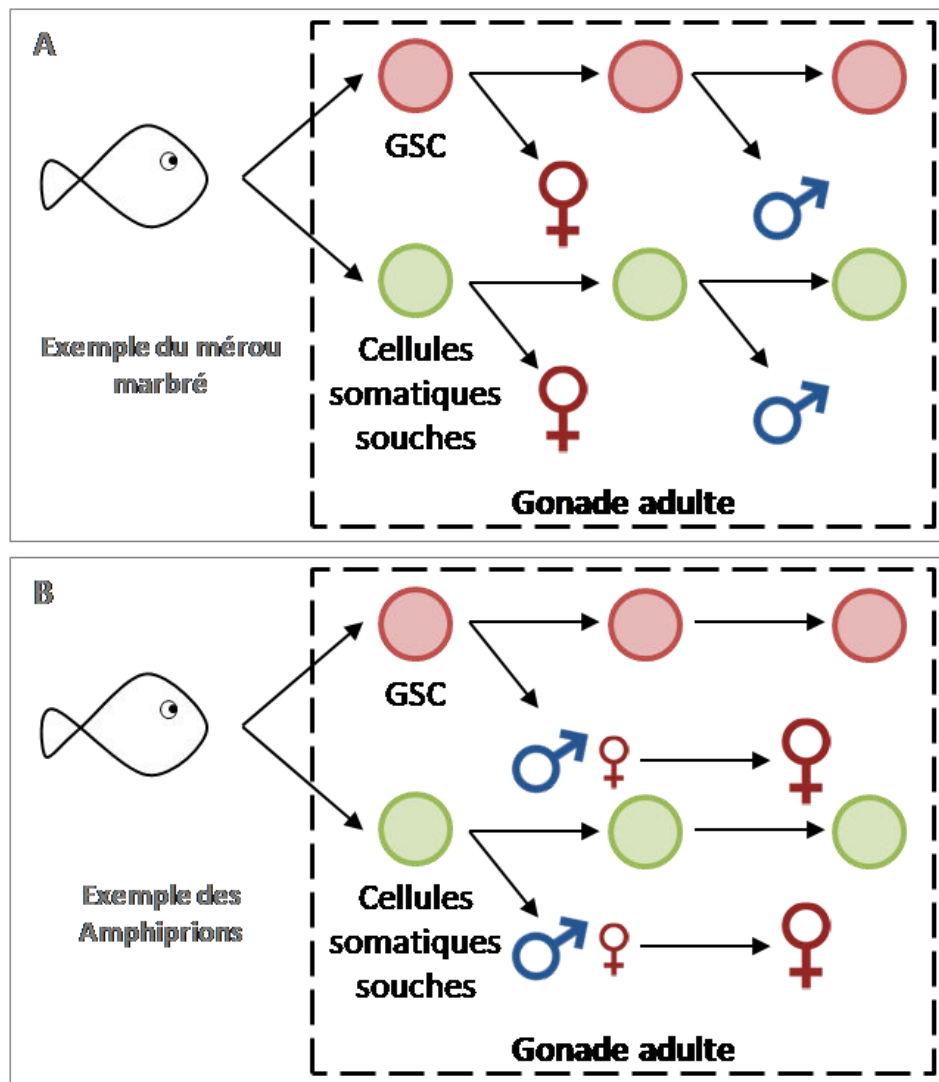 A
GSC
Exemple du mérou
marbré
Cellules
somatiques
souches
Gonade adulte
B
GSC
Exemple des
Amphiprions
Cellules
somatiques
souches
Gonade adulte